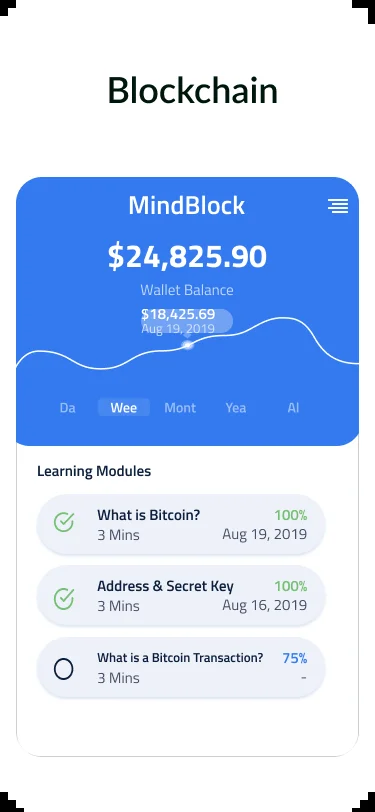 Blockchain
MindBlock
$24,825.90
Wallet Balance
$18,425.69
Aug 19, 2019
Da Wee Mont Yea Al
Learning Modules
What is Bitcoin? 100%
3 Mins Aug 19, 2019
Address & Secret Key 100%
3 Mins Aug 16, 2019
What is a Bitcoin Transaction? 75%
3 Mins -